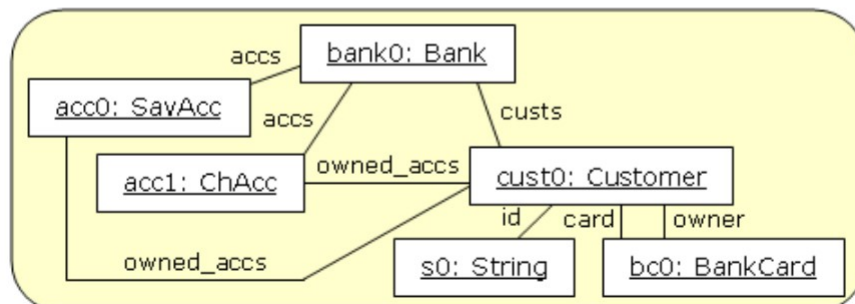 bank0: Bank
accs
acc0: SavAcc
accs
custs
acc1: ChAcc
owned_accs
cust0: Customer
id
card
owner
owned_accs
s0: String
bc0: BankCard